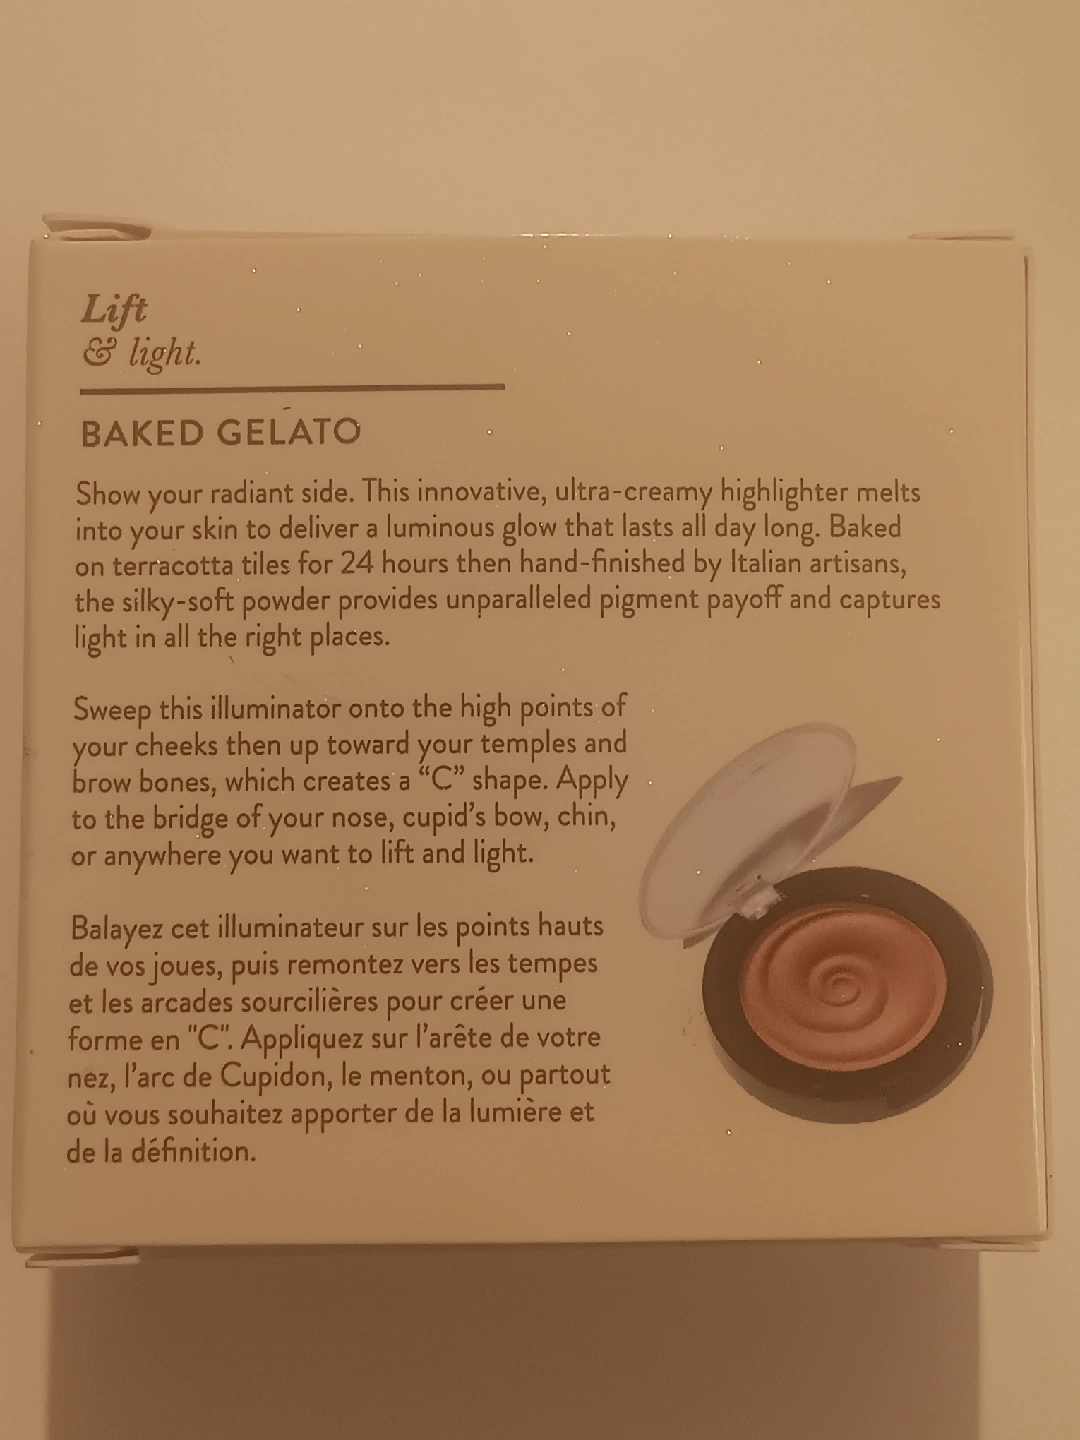 Lift
& light.
BAKED GELATO
Show your radiant side. This innovative, ultra-creamy highlighter melts
into your skin to deliver a luminous glow that lasts all day long. Baked
on terracotta tiles for 24 hours then hand-finished by Italian artisans,
the silky-soft powder provides unparalleled pigment payoff and captures
light in all the right places.
Sweep this illuminator onto the high points of
your cheeks then up toward your temples and
brow bones, which creates a “C” shape. Apply
to the bridge of your nose, cupid’s bow, chin,
or anywhere you want to lift and light.
Balayez cet illuminateur sur les points hauts
de vos joues, puis remontez vers les tempes
et les arcades sourcilières pour créer une
forme en "C". Appliquez sur l’arête de votre
nez, l’arc de Cupidon, le menton, ou partout
où vous souhaitez apporter de la lumière et
de la définition.